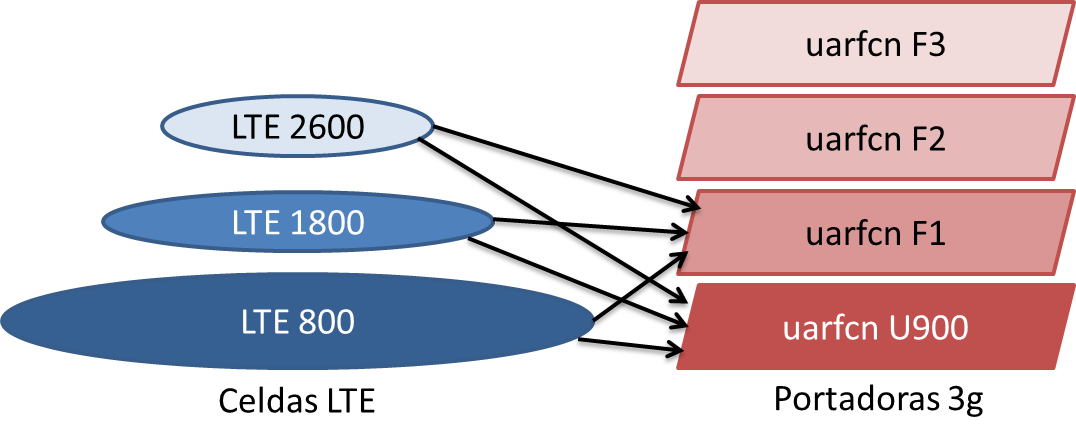 uarfcn F3
LTE 2600
uarfcn F2
LTE 1800
uarfcn F1
LTE 800
uarfcn U900
Celdas LTE
Portadoras 3g